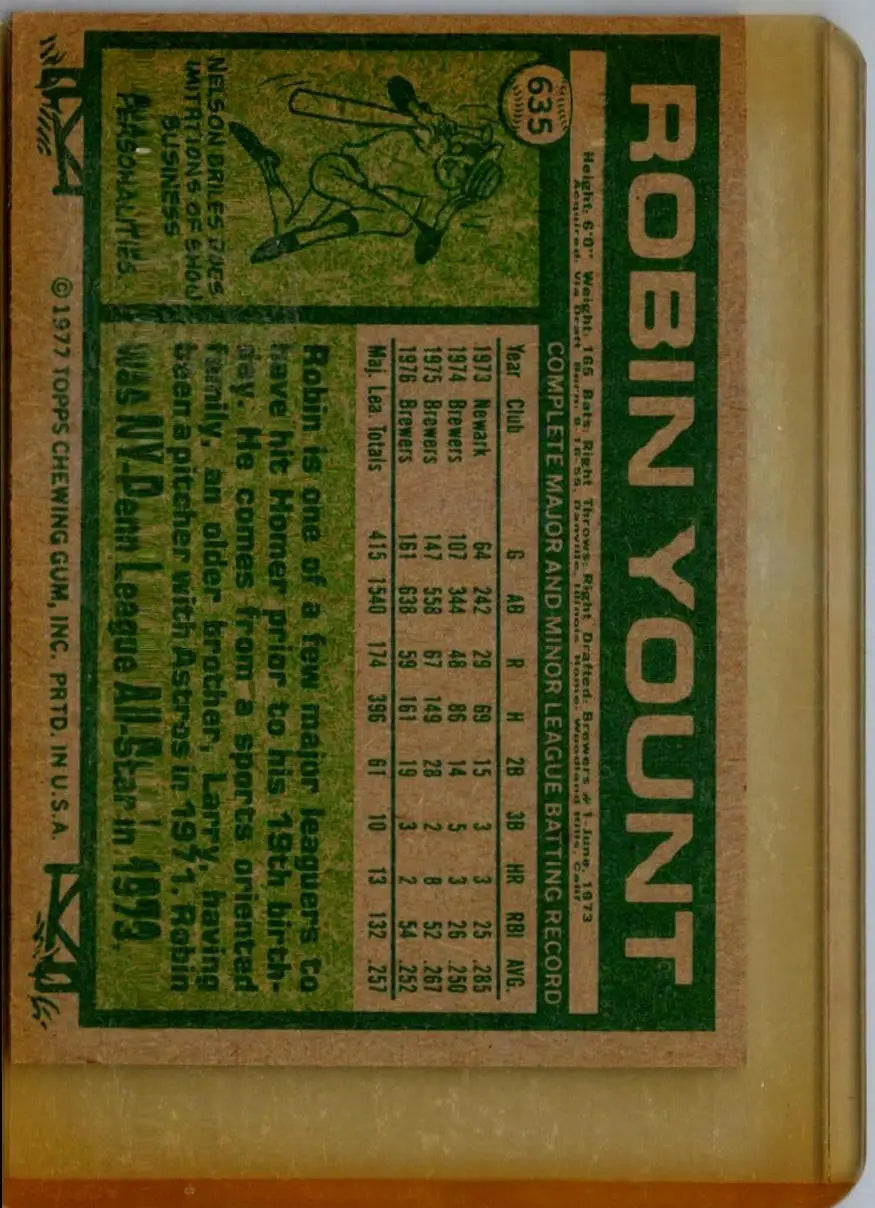 635
ROBIN YOUNT
Height: 6'0" Weight: 165 Bats: Right Throws: Right Drafted: Brewers # 1-June, 1973
Acquired: Via Draft Born: 9-16-55, Danville, Illinois Home: Woodland Hills, Calif
COMPLETE MAJOR AND MINOR LEAGUE BATTING RECORD
Year Club G AB R H 2B 3B HR RBI AVG.
1973 Newark 64 242 29 69 15 3 3 25 .285
1974 Brewers 107 344 48 86 14 5 3 26 .250
1975 Brewers 147 558 67 149 28 2 8 52 .267
1976 Brewers 161 638 59 161 19 3 2 54 .252
Maj. Lea. Totals 415 1540 174 396 61 10 13 132 .257
NELSON BRILES DOES
IMITATIONS OF SHOW
BUSINESS
PERSONALITIES.
Robin is one of a few major leaguers to
have hit Homer prior to his 19th birth-
day. He comes from a sports oriented
family, an older brother, Larry, having
been a pitcher with Astros in 1971. Robin
was NY-Penn League All-Star in 1973.
© 1977 TOPPS CHEWING GUM, INC. PRTD. IN U.S.A.